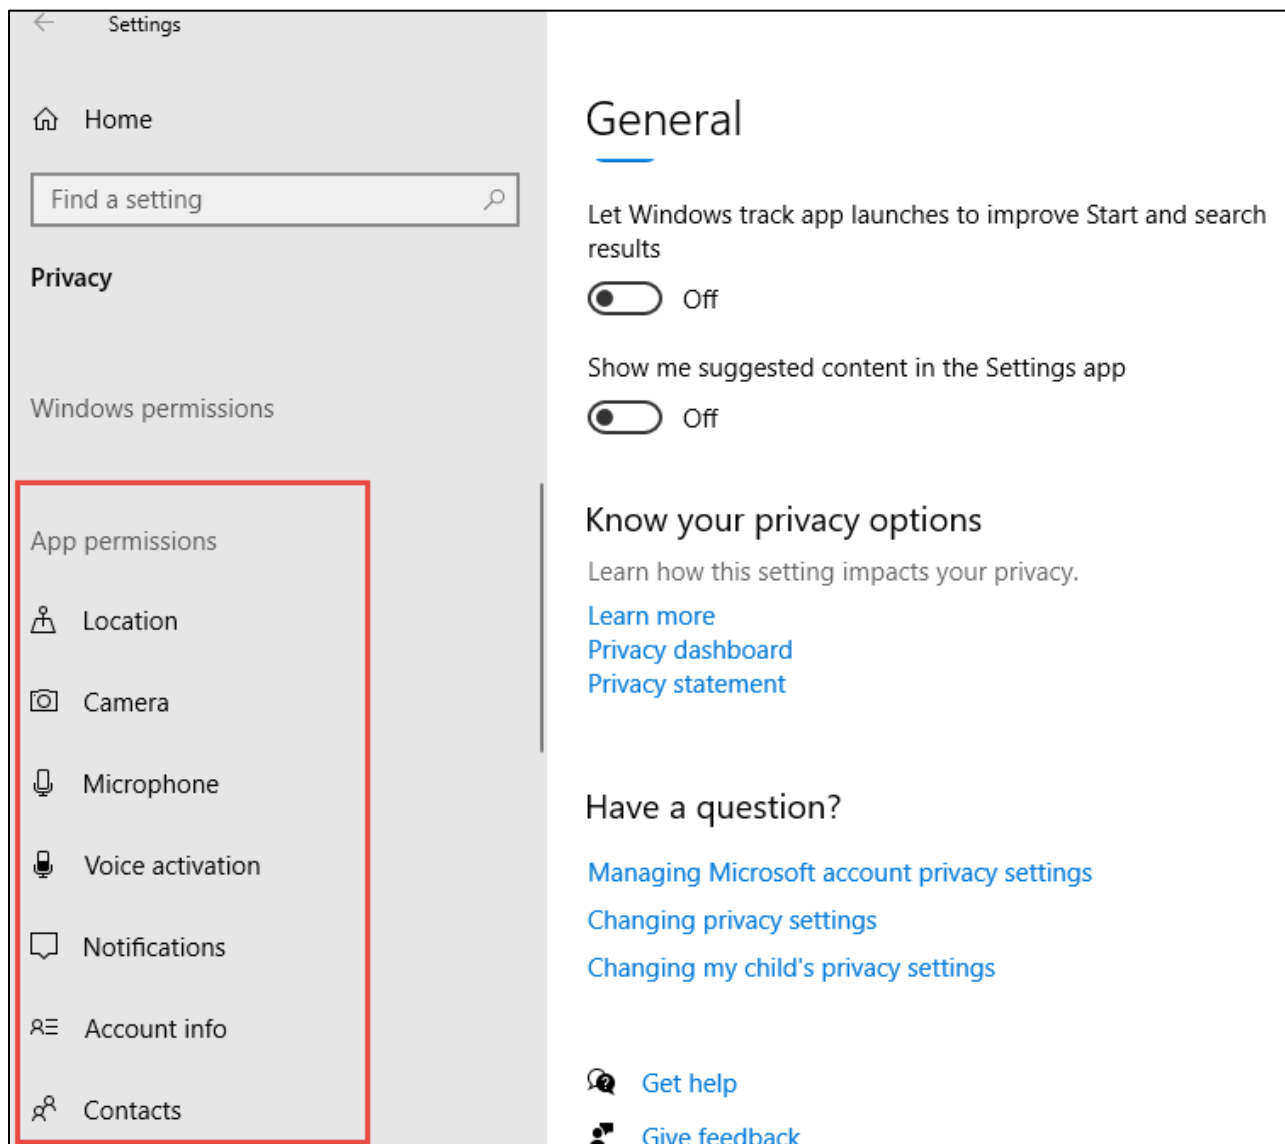 Settings
Home
Find a setting
Privacy
Windows permissions
App permissions
Location
Camera
Microphone
Voice activation
Notifications
Account info
Contacts
General
Let Windows track app launches to improve Start and search
results
Off
Show me suggested content in the Settings app
Off
Know your privacy options
Learn how this setting impacts your privacy.
Learn more
Privacy dashboard
Privacy statement
Have a question?
Managing Microsoft account privacy settings
Changing privacy settings
Changing my child's privacy settings
Get help
Give feedback